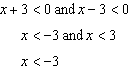 x + 3 < 0 and x − 3 < 0
x < −3 and x < 3
x < −3